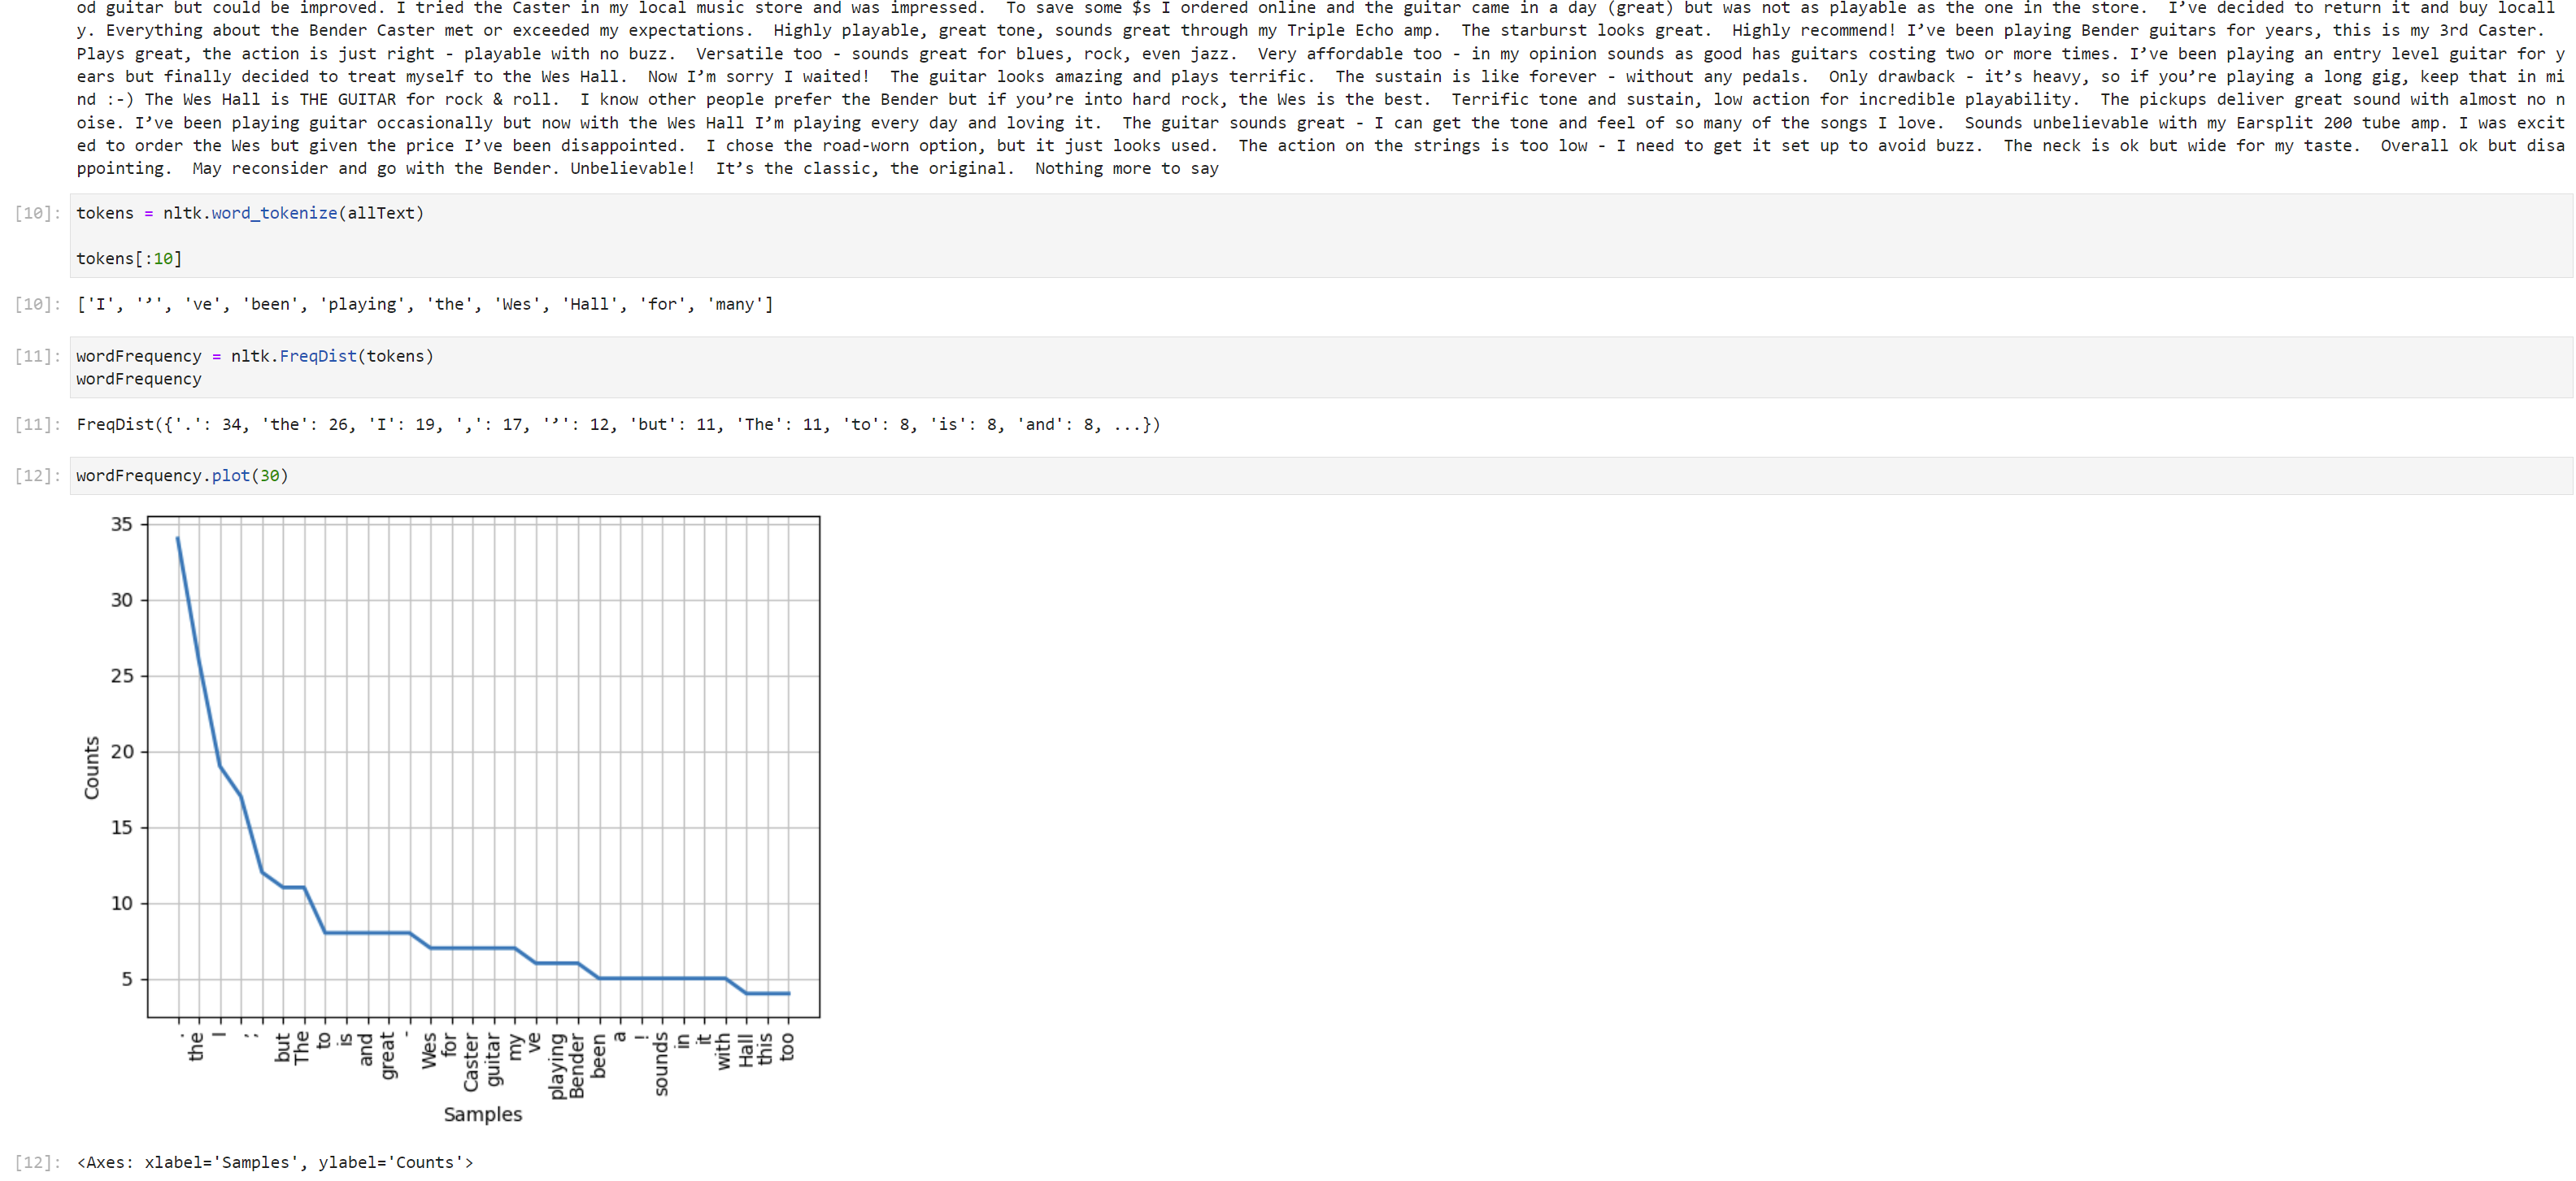 od guitar but could be improved. I tried the Caster in my local music store and was impressed.  To save some $s I ordered online and the guitar came in a day (great) but was not as playable as the one in the store.  I’ve decided to return it and buy locall
y. Everything about the Bender Caster met or exceeded my expectations.  Highly playable, great tone, sounds great through my Triple Echo amp.  The starburst looks great.  Highly recommend! I’ve been playing Bender guitars for years, this is my 3rd Caster.
Plays great, the action is just right - playable with no buzz.  Versatile too - sounds great for blues, rock, even jazz.  Very affordable too - in my opinion sounds as good has guitars costing two or more times. I’ve been playing an entry level guitar for y
ears but finally decided to treat myself to the Wes Hall.  Now I’m sorry I waited!  The guitar looks amazing and plays terrific.  The sustain is like forever - without any pedals.  Only drawback - it’s heavy, so if you’re playing a long gig, keep that in mi
nd :-) The Wes Hall is THE GUITAR for rock & roll.  I know other people prefer the Bender but if you’re into hard rock, the Wes is the best.  Terrific tone and sustain, low action for incredible playability.  The pickups deliver great sound with almost no n
oise. I’ve been playing guitar occasionally but now with the Wes Hall I’m playing every day and loving it.  The guitar sounds great - I can get the tone and feel of so many of the songs I love.  Sounds unbelievable with my Earsplit 200 tube amp. I was excit
ed to order the Wes but given the price I’ve been disappointed.  I chose the road-worn option, but it just looks used.  The action on the strings is too low - I need to get it set up to avoid buzz.  The neck is ok but wide for my taste.  Overall ok but disa
ppointing.  May reconsider and go with the Bender. Unbelievable!  It’s the classic, the original.  Nothing more to say
[10]: tokens = nltk.word_tokenize(allText)
tokens[:10]
[10]: ['I', '’', 've', 'been', 'playing', 'the', 'Wes', 'Hall', 'for', 'many']
[11]: wordFrequency = nltk.FreqDist(tokens)
wordFrequency
[11]: FreqDist({'.': 34, 'the': 26, 'I': 19, ',': 17, '’': 12, 'but': 11, 'The': 11, 'to': 8, 'is': 8, 'and': 8, ...})
[12]: wordFrequency.plot(30)
35
30
25
20
15
10
5
Counts
.
the
I
,
’
but
The
to
is
and
great
-
Wes
for
Caster
guitar
my
ve
playing
Bender
been
a
!
sounds
in
it
with
Hall
this
too
Samples
[12]: <Axes: xlabel='Samples', ylabel='Counts'>